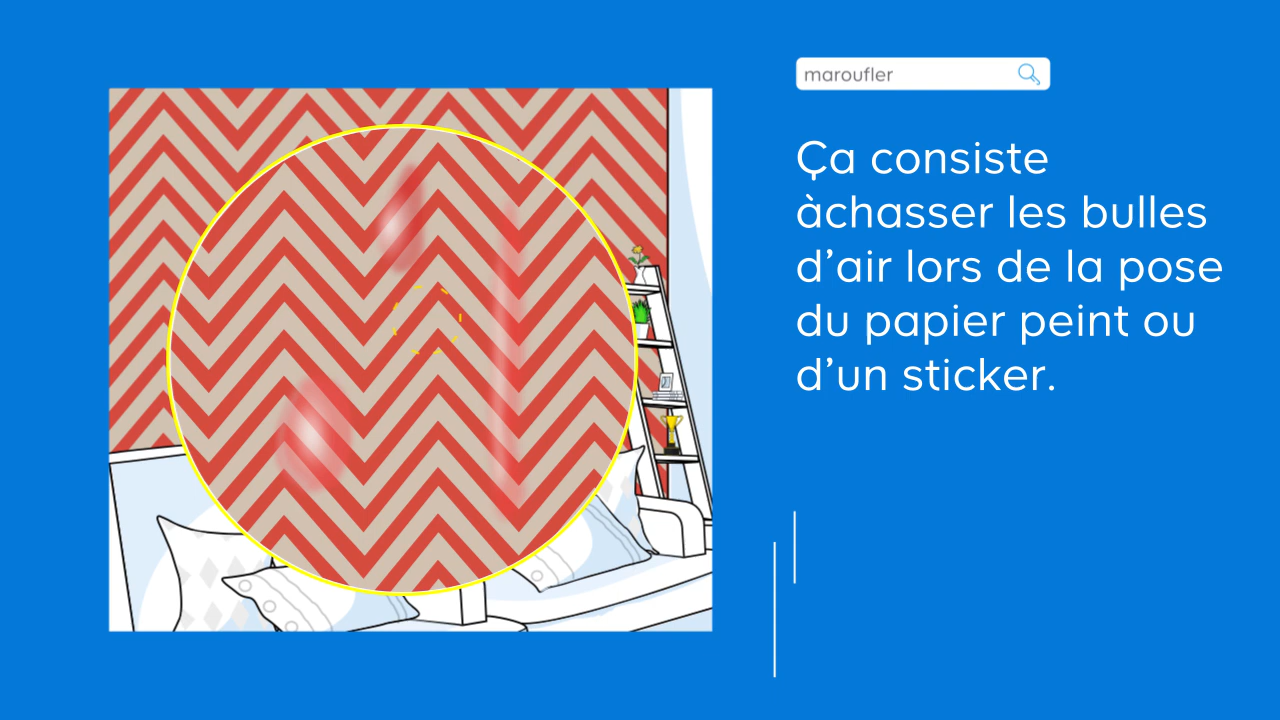 maroufler
Ça consiste
àchasser les bulles
d’air lors de la pose
du papier peint ou
d’un sticker.